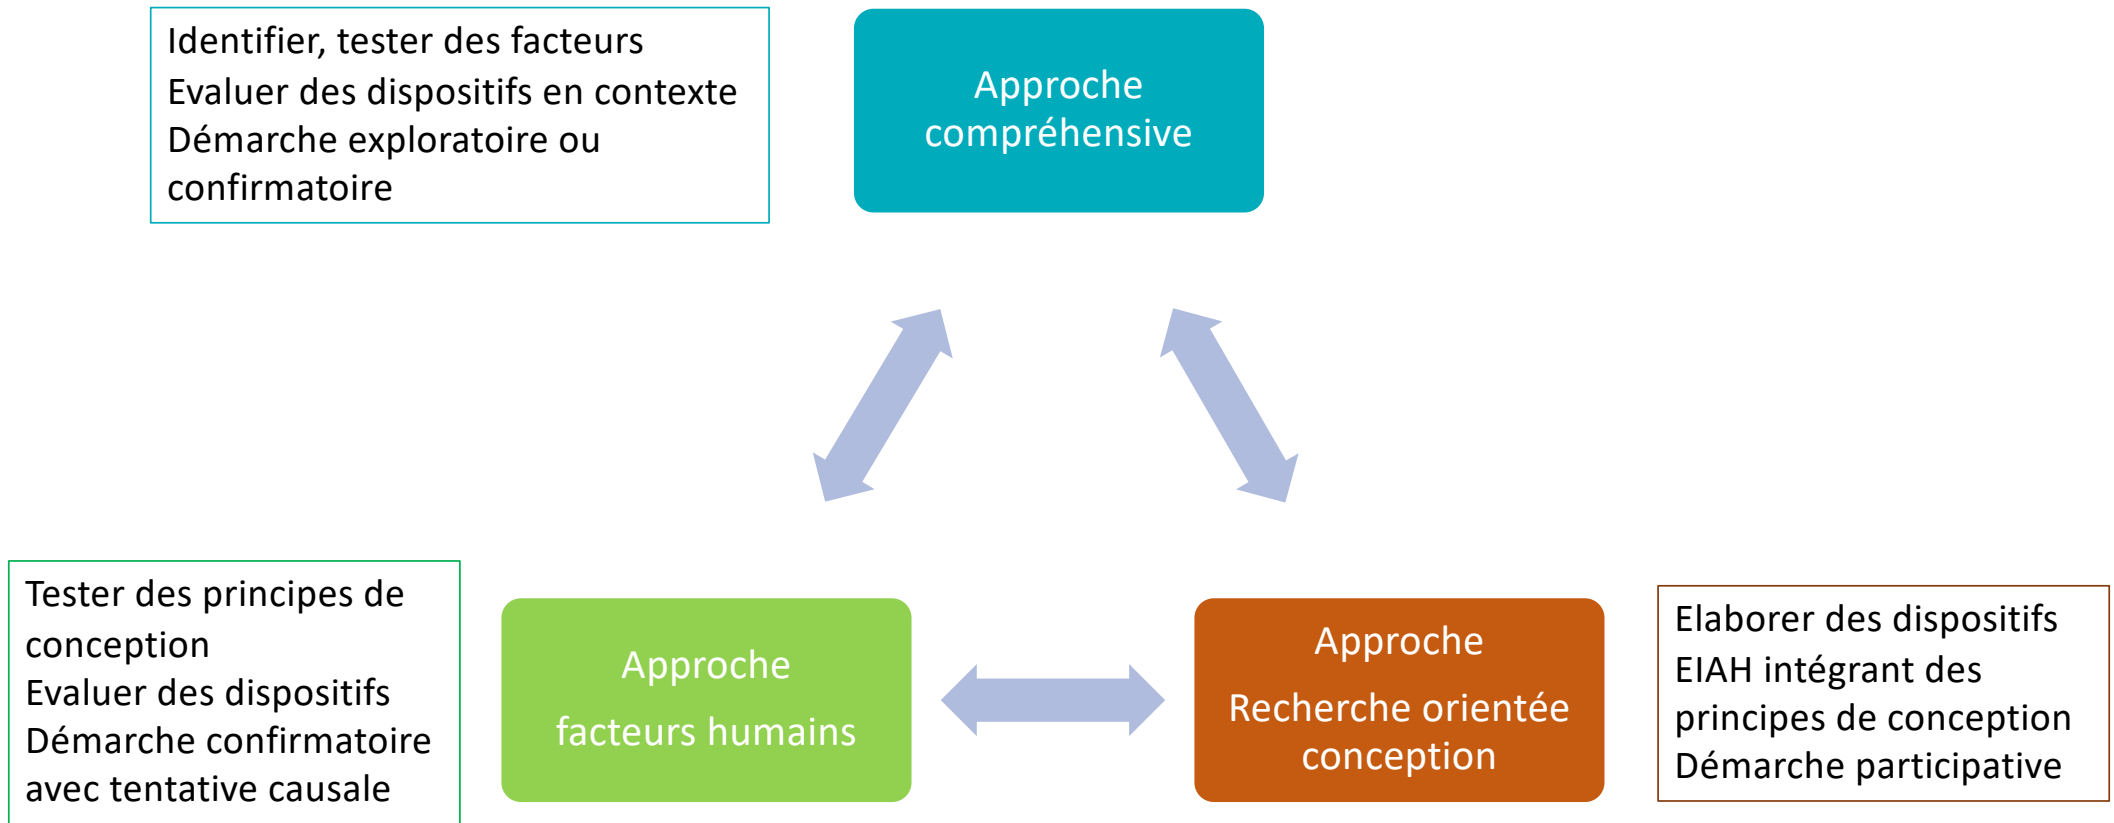 Identifier, tester des facteurs
Evaluer des dispositifs en contexte
Démarche exploratoire ou
confirmatoire
Approche
compréhensive
Tester des principes de
conception
Evaluer des dispositifs
Démarche confirmatoire
avec tentative causale
Approche
facteurs humains
Approche
Recherche orientée
conception
Elaborer des dispositifs
EIAH intégrant des
principes de conception
Démarche participative